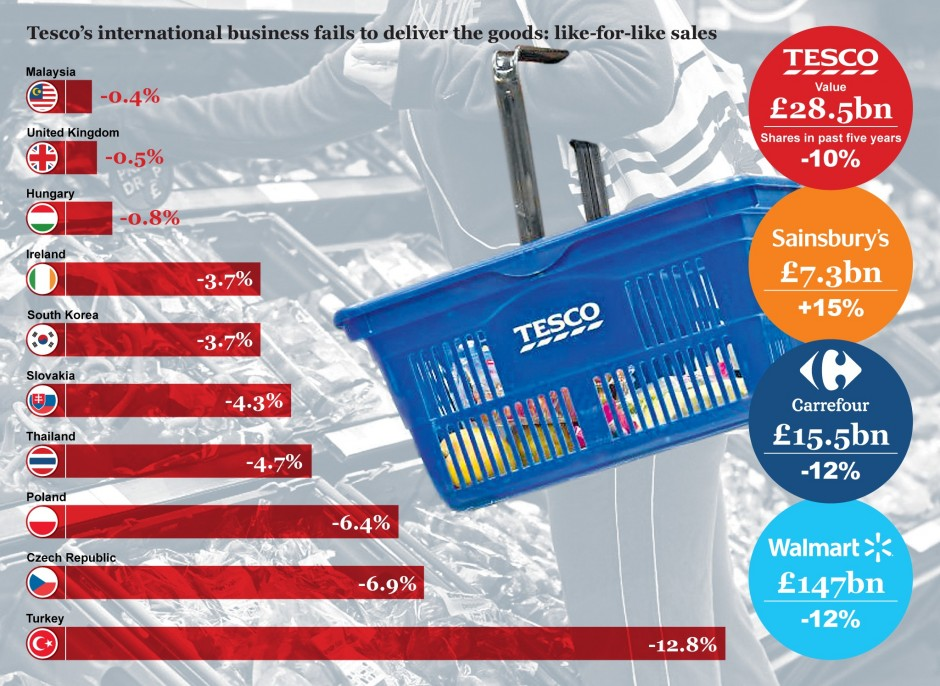 Tesco's international business fails to deliver the goods: like-for-like sales
Malaysia
-0.4%
United Kingdom
-0.5%
Hungary
-0.8%
Ireland
-3.7%
South Korea
-3.7%
Slovakia
-4.3%
Thailand
-4.7%
Poland
-6.4%
Czech Republic
-6.9%
Turkey
-12.8%
TESCO
TESCO
Value
£28.5bn
Shares in past five years
-10%
Sainsbury's
£7.3bn
+15%
Carrefour
£15.5bn
-12%
Walmart
£147bn
-12%